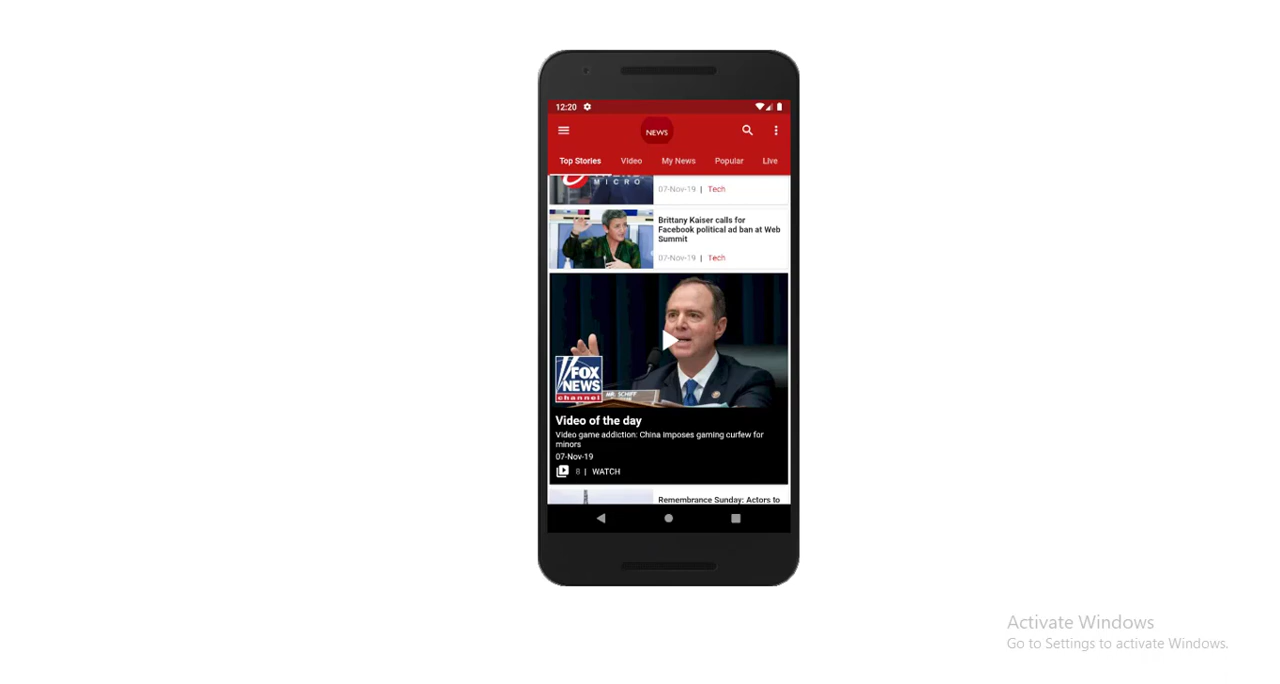 12:20
NEWS
Top Stories Video My News Popular Live
MICRO
07-Nov-19 | Tech
Brittany Kaiser calls for
Facebook political ad ban at Web
Summit
07-Nov-19 | Tech
FOX
NEWS
channel
MR. SCHIFF
Video of the day
Video game addiction: China imposes gaming curfew for
minors
07-Nov-19
8 | WATCH
Remembrance Sunday: Actors to
Activate Windows
Go to Settings to activate Windows.